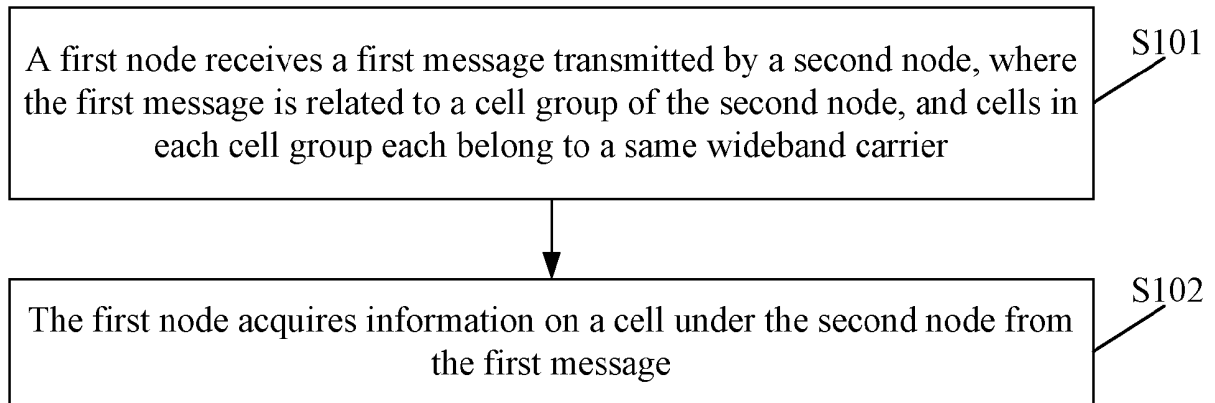 A first node receives a first message transmitted by a second node, where
the first message is related to a cell group of the second node, and cells in
each cell group each belong to a same wideband carrier
S101
The first node acquires information on a cell under the second node from
the first message
S102